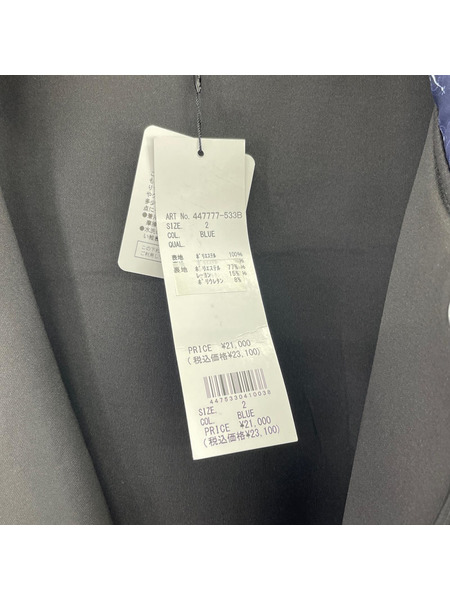 ART No. 447777-533B
SIZE. 2
COL. BLUE
QUAL.
表地 ポリエステル 100%
裏地 ポリエステル 77%
レーヨン 15%
ポリウレタン 8%
PRICE ¥21,000
(税込価格¥23,100)
4475330410038
SIZE. 2
COL. BLUE
PRICE ¥21,000
(税込価格¥23,100)